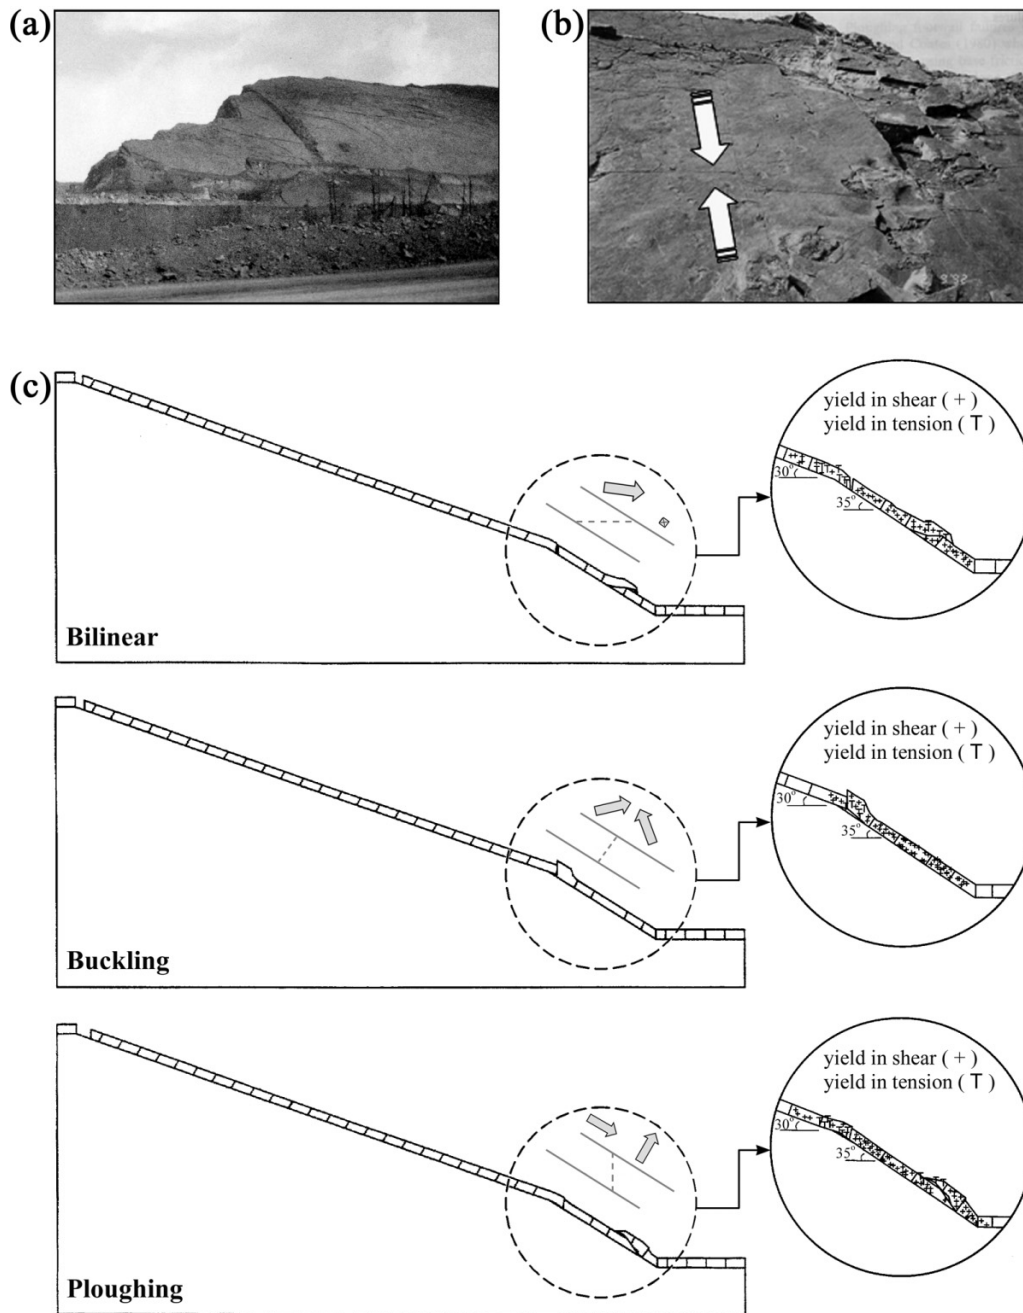 (a)
(b)
(c)
yield in shear ( + )
yield in tension ( T )
30°
35°
Bilinear
yield in shear ( + )
yield in tension ( T )
30°
35°
Buckling
yield in shear ( + )
yield in tension ( T )
30°
35°
Ploughing